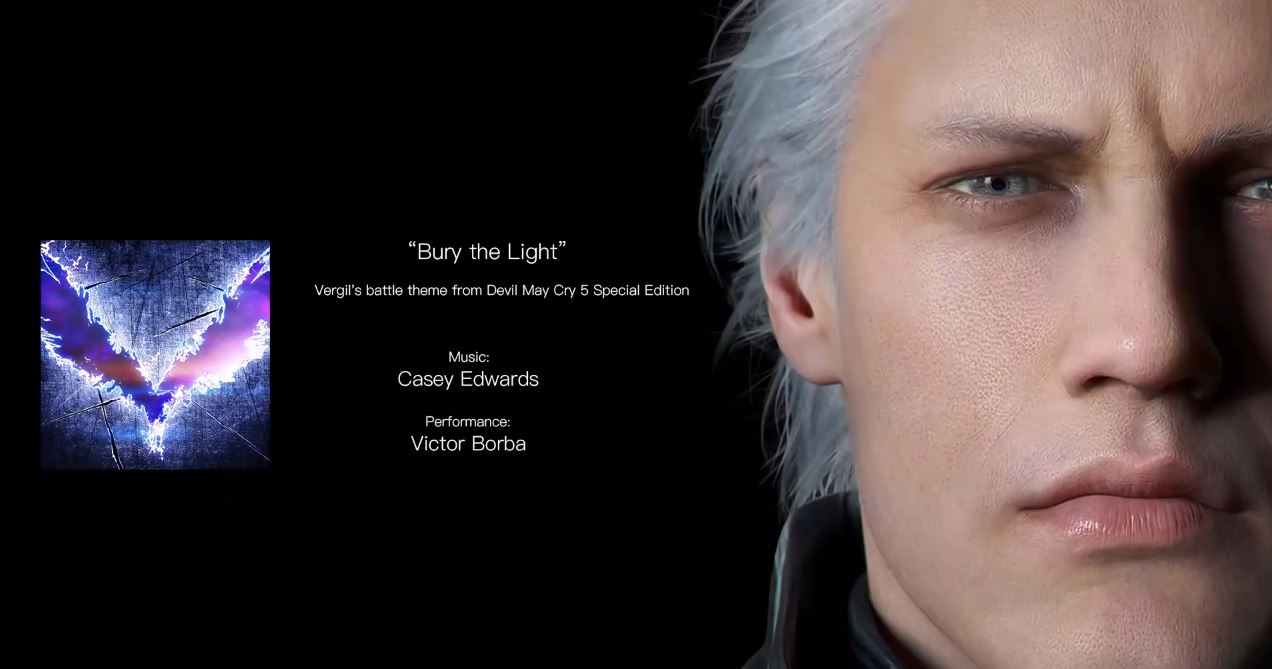 “Bury the Light”
Vergil's battle theme from Devil May Cry 5 Special Edition
Music:
Casey Edwards
Performance:
Victor Borba